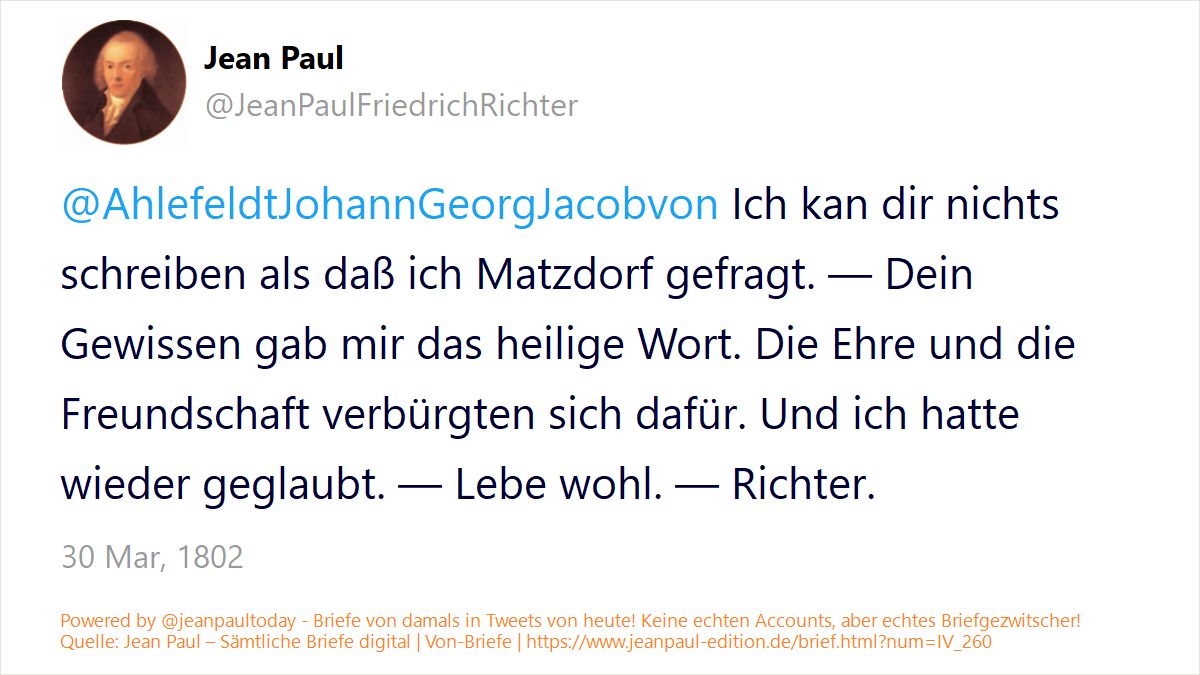 Jean Paul
@JeanPaulFriedrichRichter
@AhlefeldtJohannGeorgJacobvon Ich kan dir nichts
schreiben als daß ich Matzdorf gefragt. — Dein
Gewissen gab mir das heilige Wort. Die Ehre und die
Freundschaft verbürgten sich dafür. Und ich hatte
wieder geglaubt. — Lebe wohl. — Richter.
30 Mar, 1802
Powered by @jeanpaultoday - Briefe von damals in Tweets von heute! Keine echten Accounts, aber echtes Briefgezwitscher!
Quelle: Jean Paul – Sämtliche Briefe digital | Von-Briefe | https://www.jeanpaul-edition.de/brief.html?num=IV_260